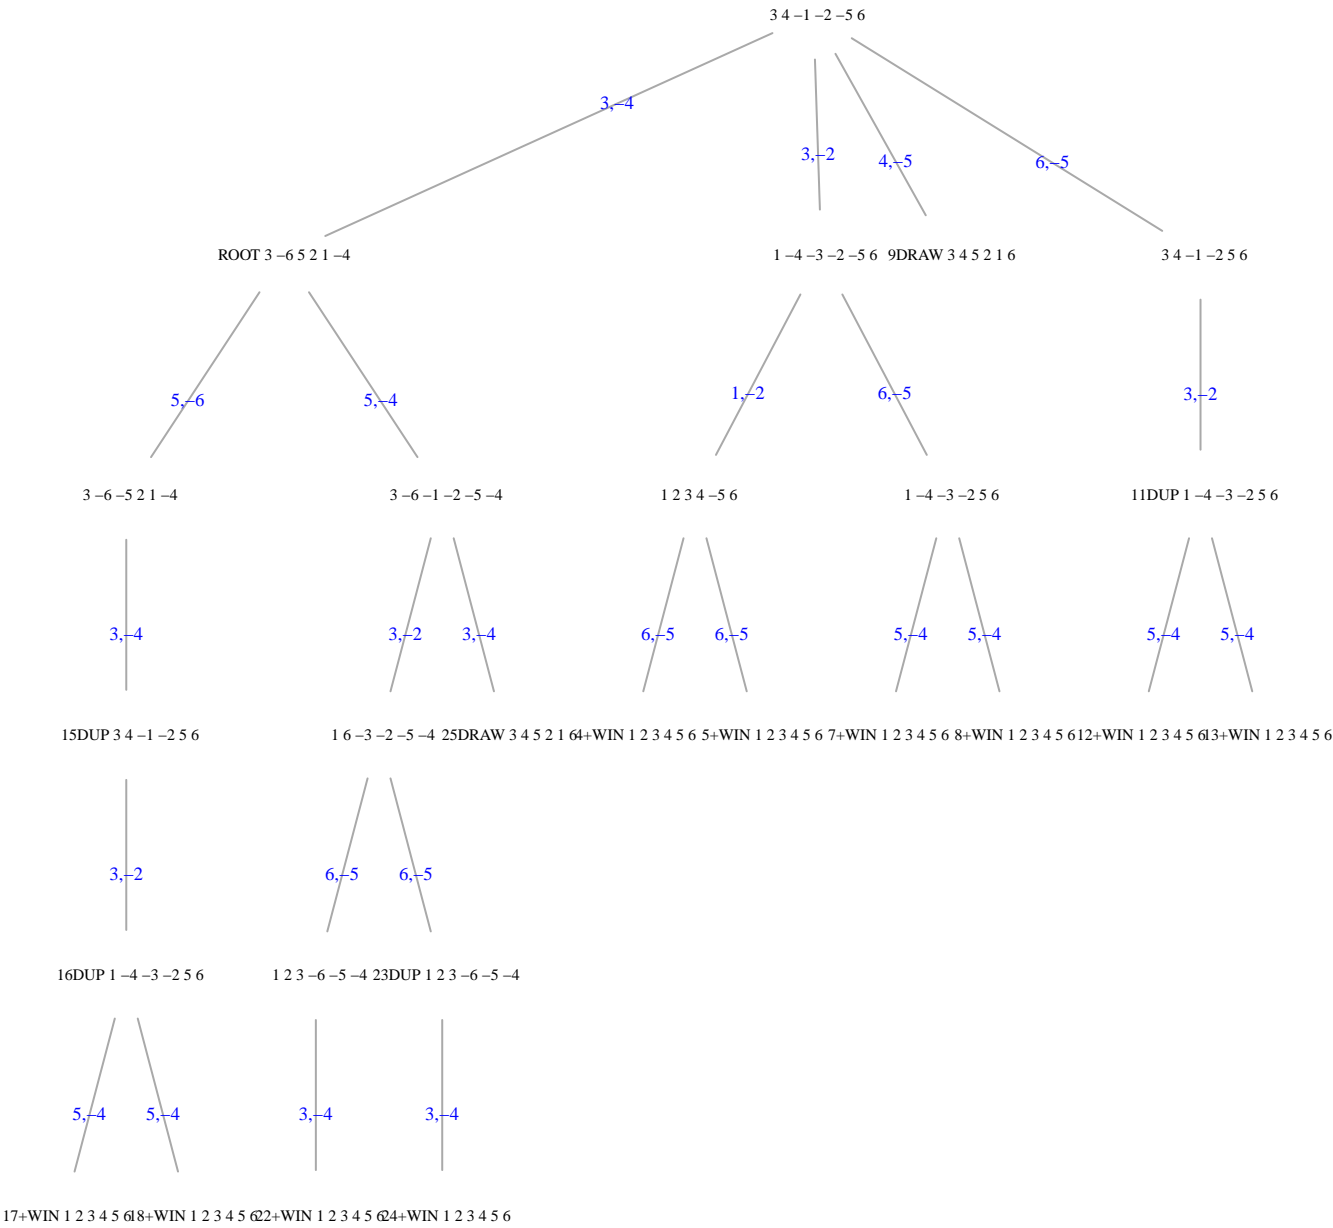 3 4 −1 −2 −5 6
3,−4
3,−2
4,−5
6,−5
ROOT 3 −6 5 2 1 −4
1 −4 −3 −2 −5 6
9DRAW 3 4 5 2 1 6
3 4 −1 −2 5 6
5,−6
5,−4
1,−2
6,−5
3,−2
3 −6 −5 2 1 −4
3 −6 −1 −2 −5 −4
1 2 3 4 −5 6
1 −4 −3 −2 5 6
11DUP 1 −4 −3 −2 5 6
3,−4
3,−2
3,−4
6,−5
6,−5
5,−4
5,−4
5,−4
5,−4
15DUP 3 4 −1 −2 5 6
1 6 −3 −2 −5 −4
25DRAW 3 4 5 2 1 6
4+WIN 1 2 3 4 5 6
5+WIN 1 2 3 4 5 6
7+WIN 1 2 3 4 5 6
8+WIN 1 2 3 4 5 6
12+WIN 1 2 3 4 5 6
13+WIN 1 2 3 4 5 6
3,−2
6,−5
6,−5
16DUP 1 −4 −3 −2 5 6
1 2 3 −6 −5 −4
23DUP 1 2 3 −6 −5 −4
5,−4
5,−4
3,−4
3,−4
17+WIN 1 2 3 4 5 6
18+WIN 1 2 3 4 5 6
22+WIN 1 2 3 4 5 6
24+WIN 1 2 3 4 5 6